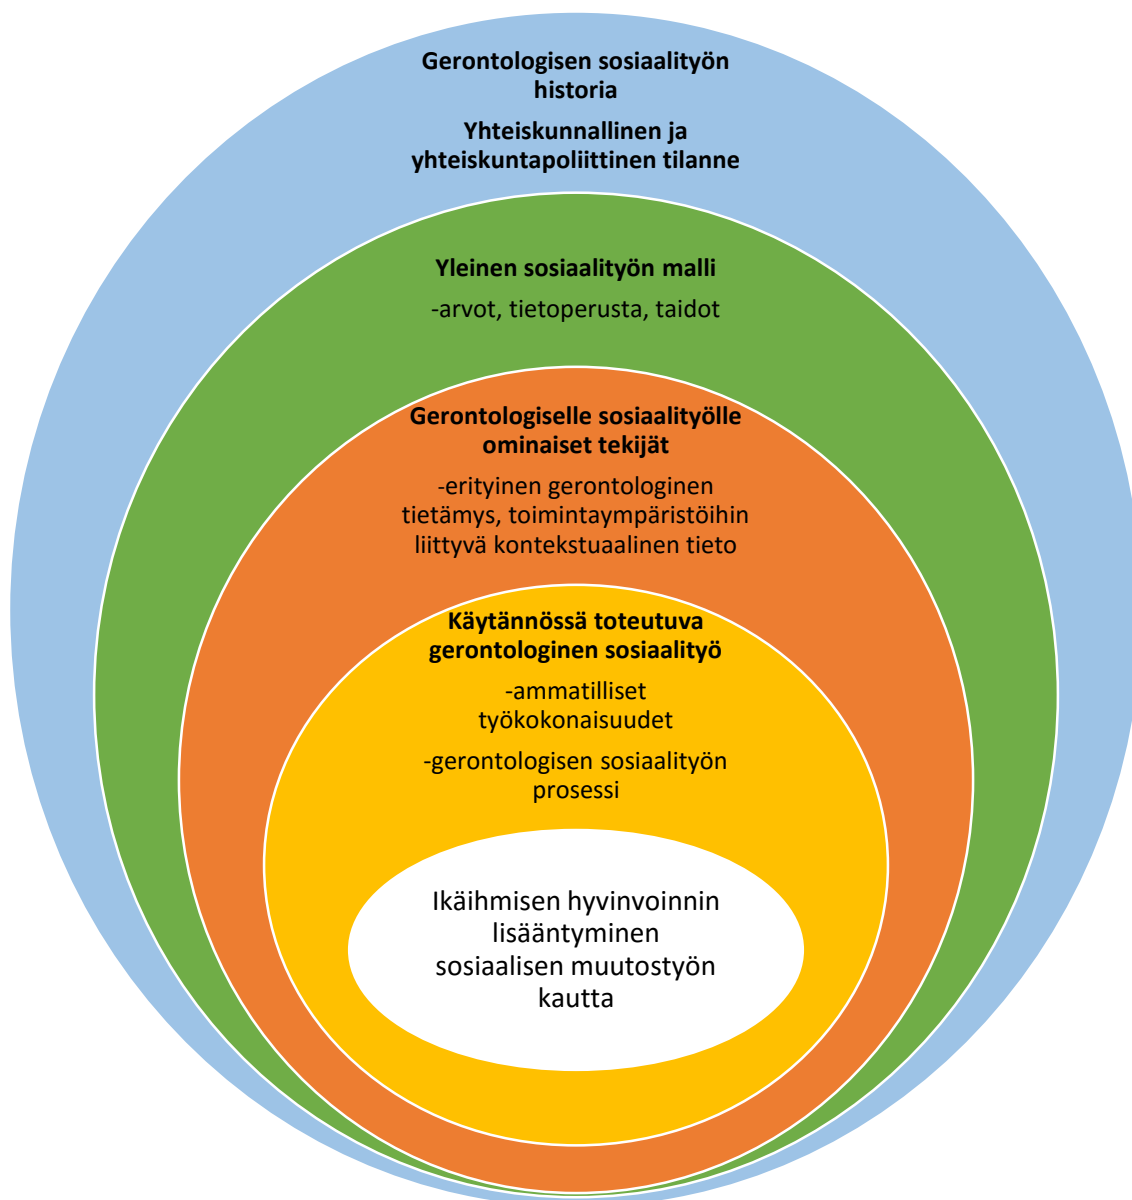 Gerontologisen sosiaalityön
historia
Yhteiskunnallinen ja
yhteiskuntapoliittinen tilanne
Yleinen sosiaalityön malli
-arvot, tietoperusta, taidot
Gerontologiselle sosiaalityölle
ominaiset tekijät
-erityinen gerontologinen
tietämys, toimintaympäristöihin
liittyvä kontekstuaalinen tieto
Käytännössä toteutuva
gerontologinen sosiaalityö
-ammatilliset
työkokonaisuudet
-gerontologisen sosiaalityön
prosessi
Ikäihmisen hyvinvoinnin
lisääntyminen
sosiaalisen muutostyön
kautta